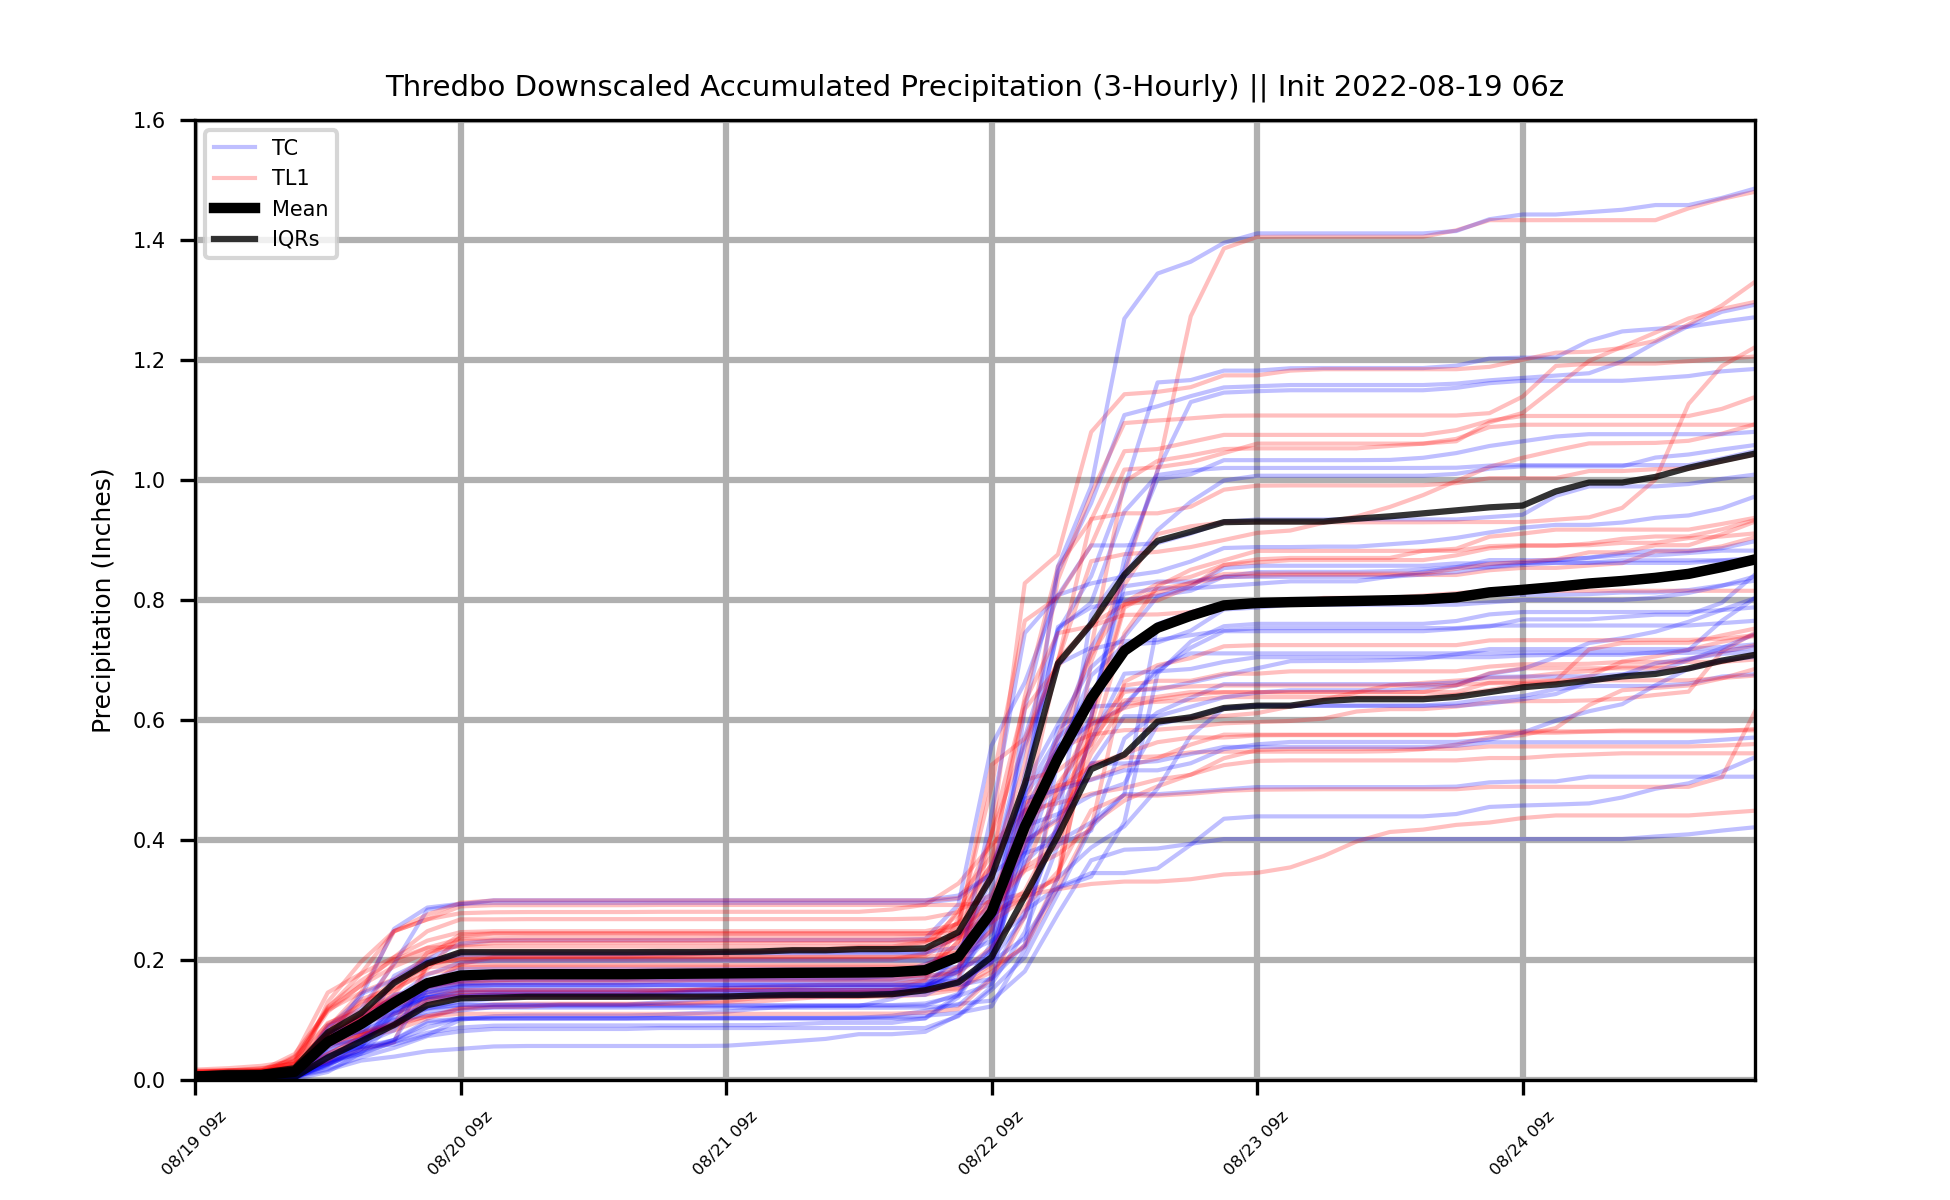 Thredbo Downscaled Accumulated Precipitation (3-Hourly) || Init 2022-08-19 06z
TC
TL1
Mean
IQRs
Precipitation (Inches)
1.6
1.4
1.2
1.0
0.8
0.6
0.4
0.2
0.0
08/19 09z
08/20 09z
08/21 09z
08/22 09z
08/23 09z
08/24 09z